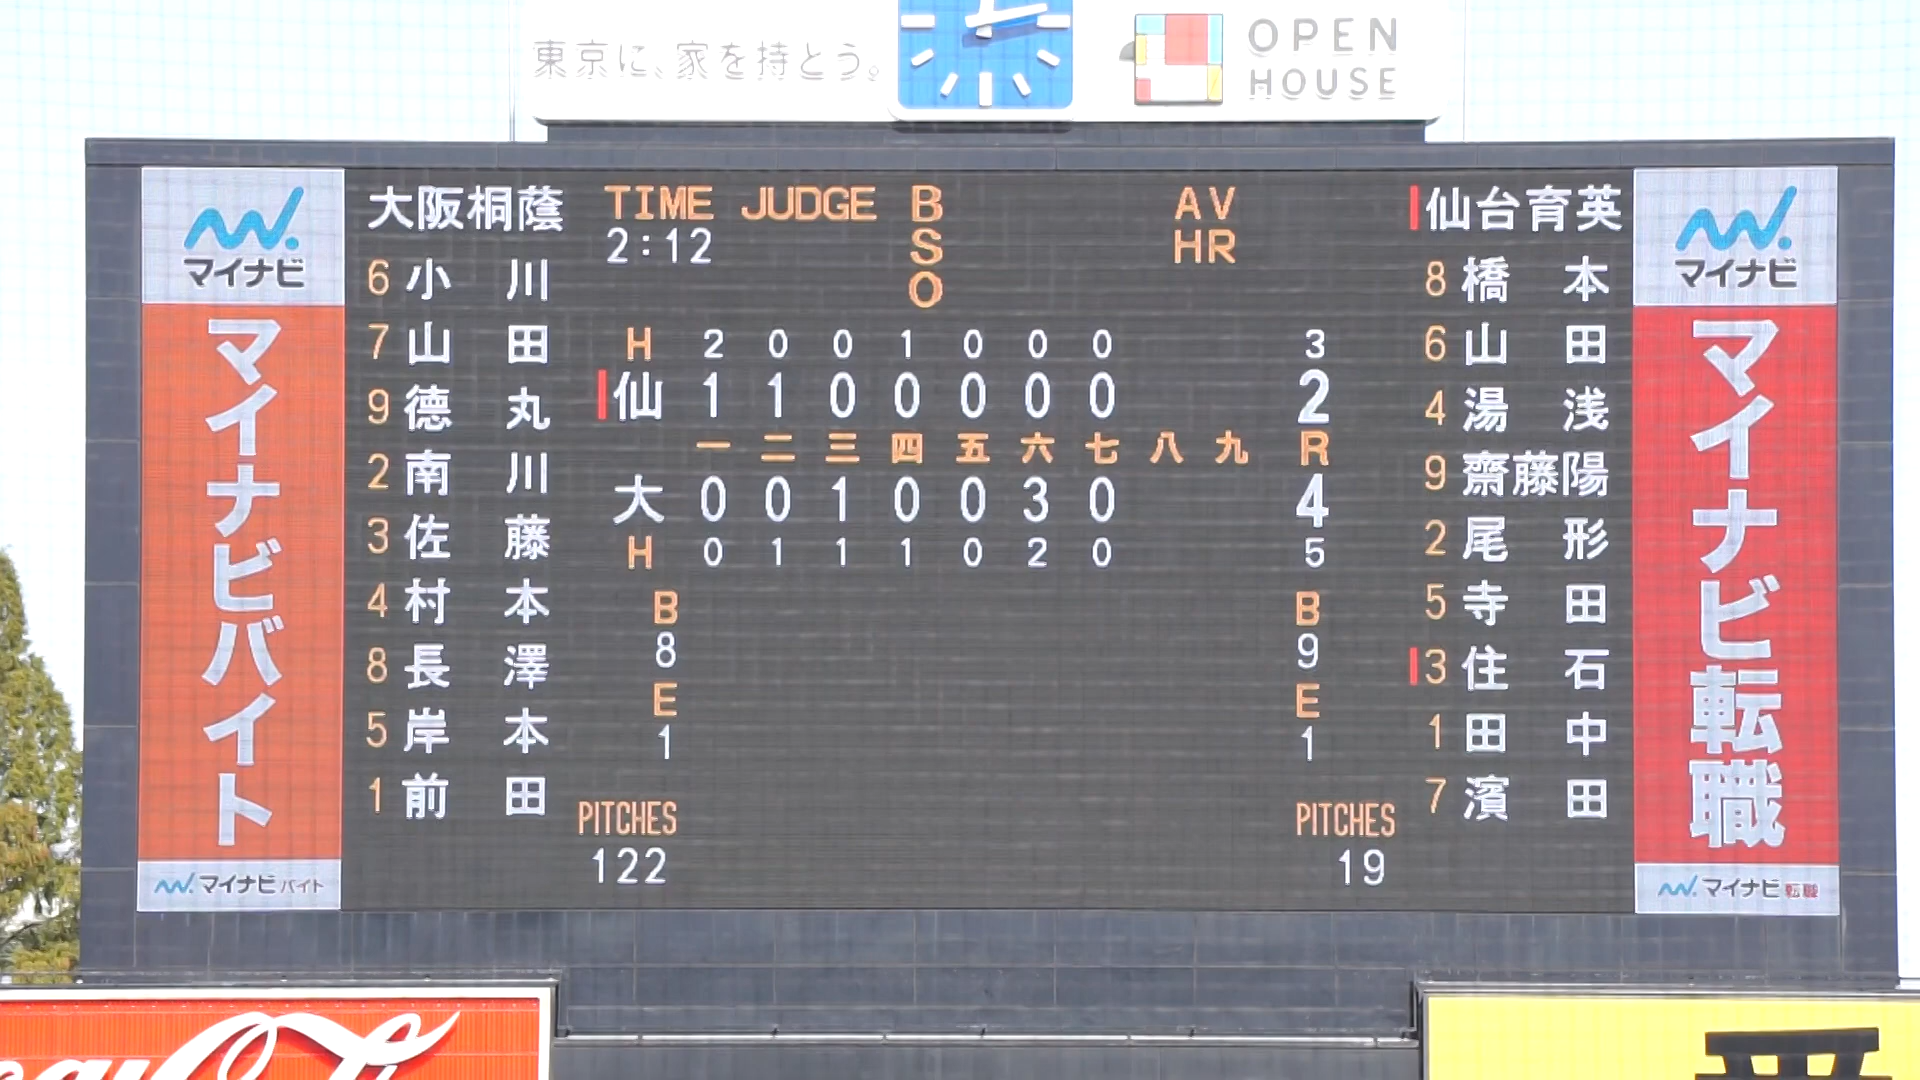 東京に、家を持とう。
OPEN
HOUSE
マイナビ
マイナビバイト
マイナビバイト
大阪桐蔭
6 小川
7 山田
9 德丸
2 南川
3 佐藤
4 村本
8 長澤
5 岸本
1 前田
TIME JUDGE B
2:12 S
O
AV
HR
H 2 0 0 1 0 0 0 3
仙 1 1 0 0 0 0 0 2
一 二 三 四 五 六 七 八 九 R
大 0 0 1 0 0 3 0 4
H 0 1 1 1 0 2 0 5
B B
8 9
E E
1 1
PITCHES PITCHES
122 19
仙台育英
8 橋本
6 山田
4 湯浅
9 齋藤陽
2 尾形
5 寺田
3 住石
1 田中
7 濱田
マイナビ
マイナビ転職
マイナビ転職